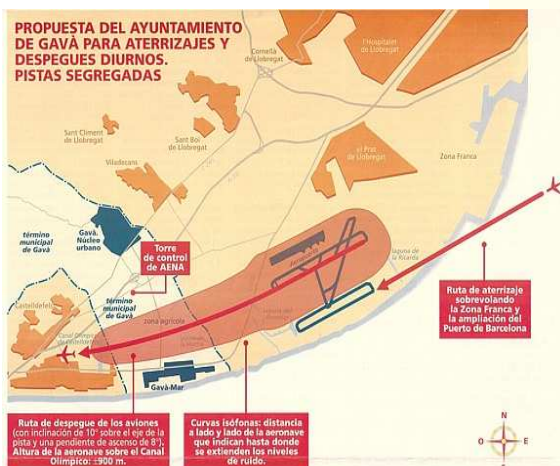 PROPUESTA DEL AYUNTAMIENTO
DE GAVÀ PARA ATERRIZAJES Y
DESPEGUES DIURNOS.
PISTAS SEGREGADAS
l'Hospitalet
de Llobregat
Cornellà
de Llobregat
Sant Climent
de Llobregat
Sant Boi
de Llobregat
Viladecans
el Prat
de Llobregat
Zona Franca
término
municipal
de Gavà
Gavà.
Núcleo
urbano
Torre
de control
de AENA
laguna de
la Ricarda
Castelldefels
término
municipal
de Gavà
zona agrícola
Canal Olímpico
de Castelldefels
Gavà-Mar
Ruta de aterrizaje
sobrevolando
la Zona Franca y
la ampliación del
Puerto de Barcelona
Ruta de despegue de los aviones
(con inclinación de 10° sobre el eje de la
pista y una pendiente de ascenso de 8°).
Altura de la aeronave sobre el Canal
Olímpico: ±900 m.
Curvas isófonas: distancia
a lado y lado de la aeronave
que indican hasta donde
se extienden los niveles
de ruido.
N
O
E
S